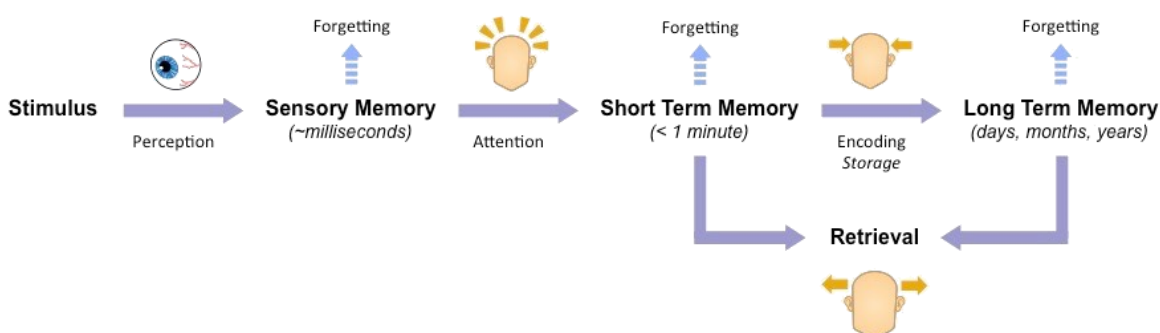 Forgetting
Forgetting
Forgetting
Stimulus
Sensory Memory
Short Term Memory
Long Term Memory
(~milliseconds)
(< 1 minute)
(days, months, years)
Perception
Attention
Encoding
Storage
Retrieval